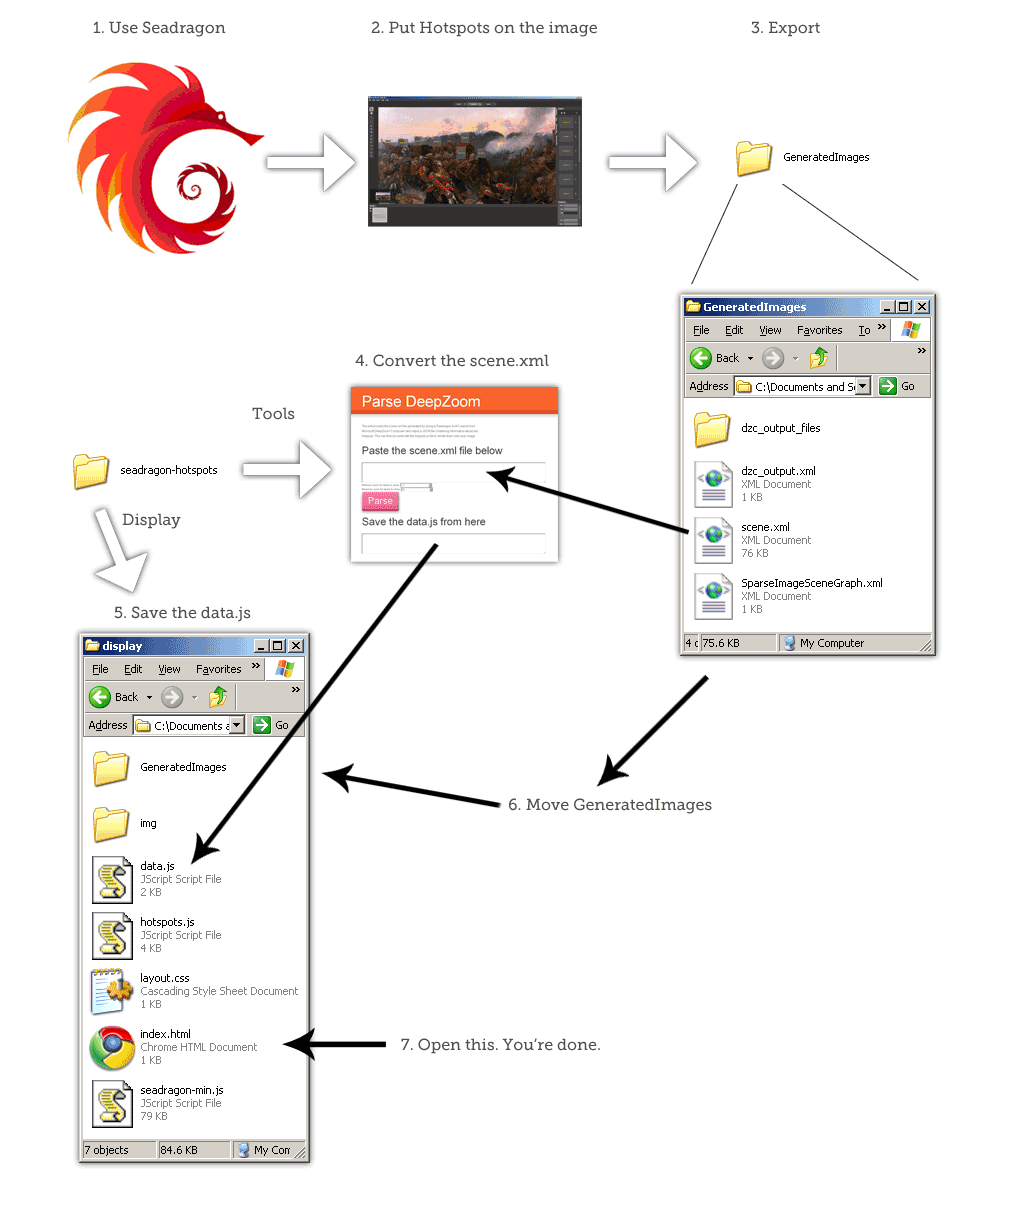 1. Use Seadragon
2. Put Hotspots on the image
3. Export
GeneratedImages
GeneratedImages
File Edit View Favorites To »
Back »
Address C:\Documents and Se Go
dzc_output_files
dzc_output.xml
XML Document
1 KB
scene.xml
XML Document
76 KB
SparseImageSceneGraph.xml
XML Document
1 KB
75.6 KB My Computer
4. Convert the scene.xml
Parse DeepZoom
Paste the scene.xml file below
Parse
Save the data.js from here
Tools
seadragon-hotspots
Display
5. Save the data.js
display
File Edit View Favorites »
Back »
Address C:\Documents a Go
GeneratedImages
img
data.js
JScript Script File
2 KB
hotspots.js
JScript Script File
4 KB
layout.css
Cascading Style Sheet Document
1 KB
index.html
Chrome HTML Document
1 KB
seadragon-min.js
JScript Script File
79 KB
7 objects 84.6 KB My Com
6. Move GeneratedImages
7. Open this. You're done.